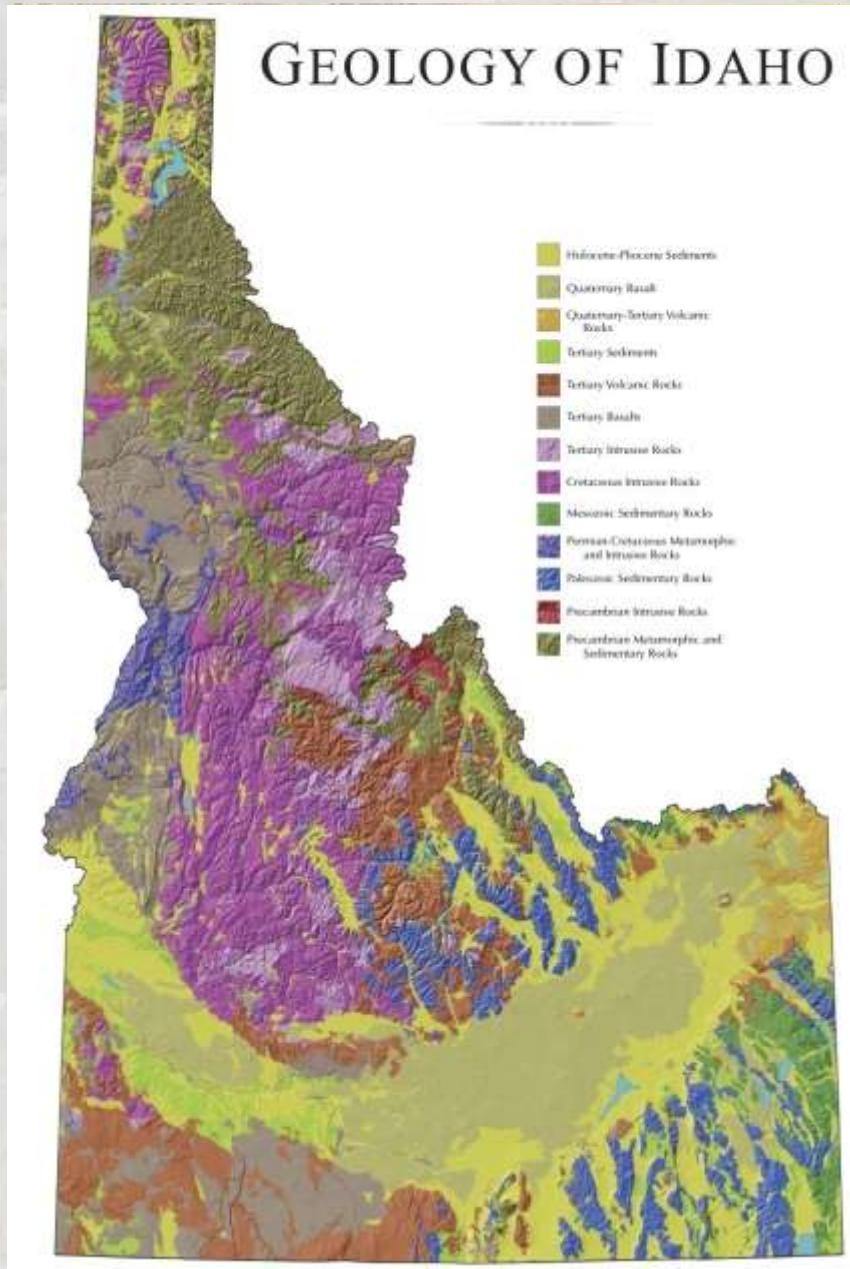 GEOLOGY OF IDAHO
Holocene-Pliocene Sediments
Quaternary Basalt
Quaternary-Tertiary Volcanic
Rocks
Tertiary Sediments
Tertiary Volcanic Rocks
Tertiary Basalts
Tertiary Intrusive Rocks
Cretaceous Intrusive Rocks
Mesozoic Sedimentary Rocks
Permian-Cretaceous Metamorphic
and Intrusive Rocks
Paleozoic Sedimentary Rocks
Precambrian Intrusive Rocks
Precambrian Metamorphic and
Sedimentary Rocks